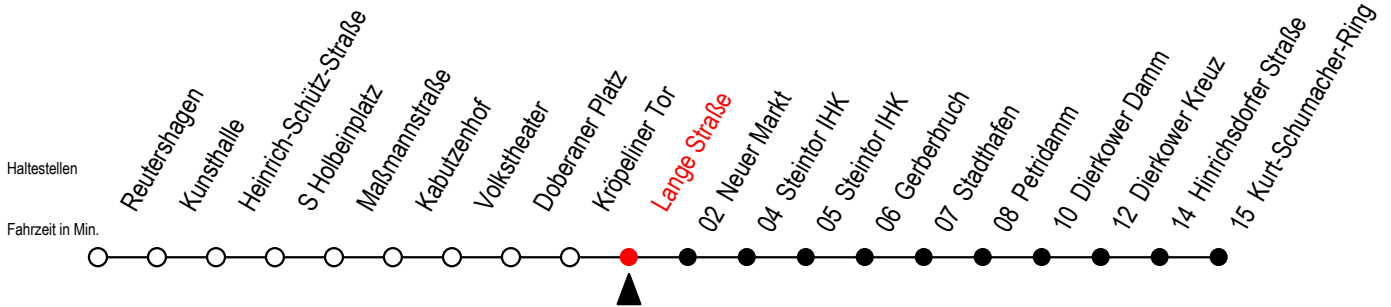 Haltestellen
Fahrzeit in Min.
Reutershagen
Kunsthalle
Heinrich-Schütz-Straße
S Holbeinplatz
Maßmannstraße
Kabutzenhof
Volkstheater
Doberaner Platz
Kröpeliner Tor
Lange Straße
02 Neuer Markt
04 Steintor IHK
05 Steintor IHK
06 Gerberbruch
07 Stadthafen
08 Petridamm
10 Dierkower Damm
12 Dierkower Kreuz
14 Hinrichsdorfer Straße
15 Kurt-Schumacher-Ring